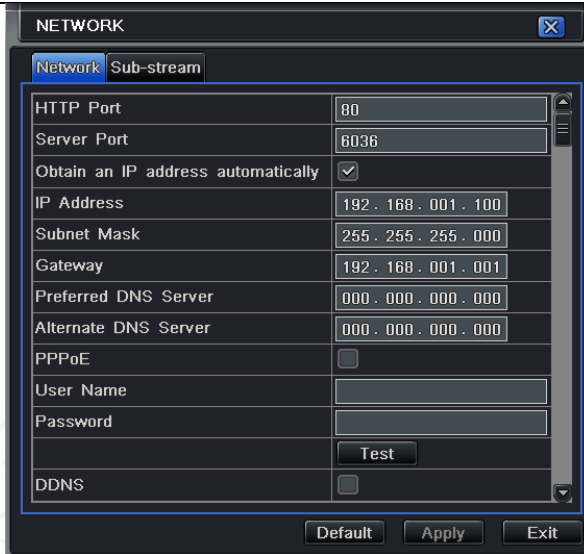 NETWORK
Network Sub-stream
HTTP Port 80
Server Port 6036
Obtain an IP address automatically
IP Address 192 . 168 . 001 . 100
Subnet Mask 255 . 255 . 255 . 000
Gateway 192 . 168 . 001 . 001
Preferred DNS Server 000 . 000 . 000 . 000
Alternate DNS Server 000 . 000 . 000 . 000
PPPoE
User Name
Password
Test
DDNS
Default Apply Exit